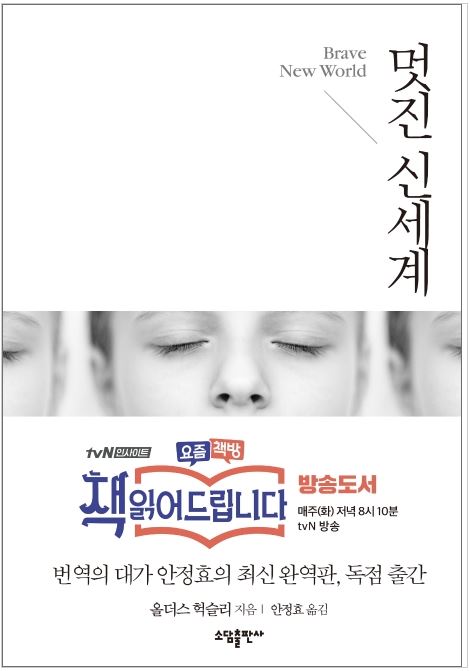 Brave
New World
멋진 신세계
tvN 인사이트
요즘 책방
책 읽어드립니다
방송도서
매주(화) 저녁 8시 10분
tvN 방송
번역의 대가 안정효의 최신 완역판, 독점 출간
올더스 헉슬리 지음 | 안정효 옮김
소담출판사